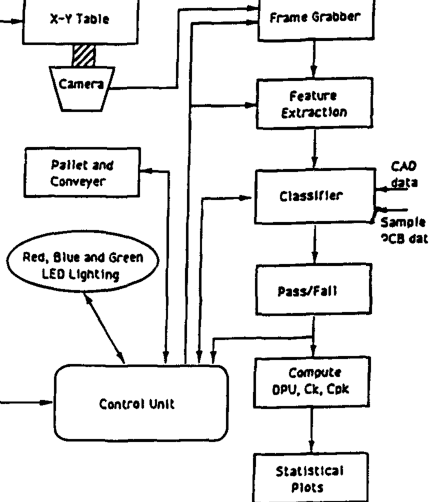 X-Y Table
Frame Grabber
Camera
Feature
Extraction
Pallet and
Conveyer
CAD
data
Classifier
Sample
PCB dat
Red, Blue and Green
LED Lighting
Pass/Fail
Control Unit
Compute
DPU, Ck, Cpk
Statistical
Plots